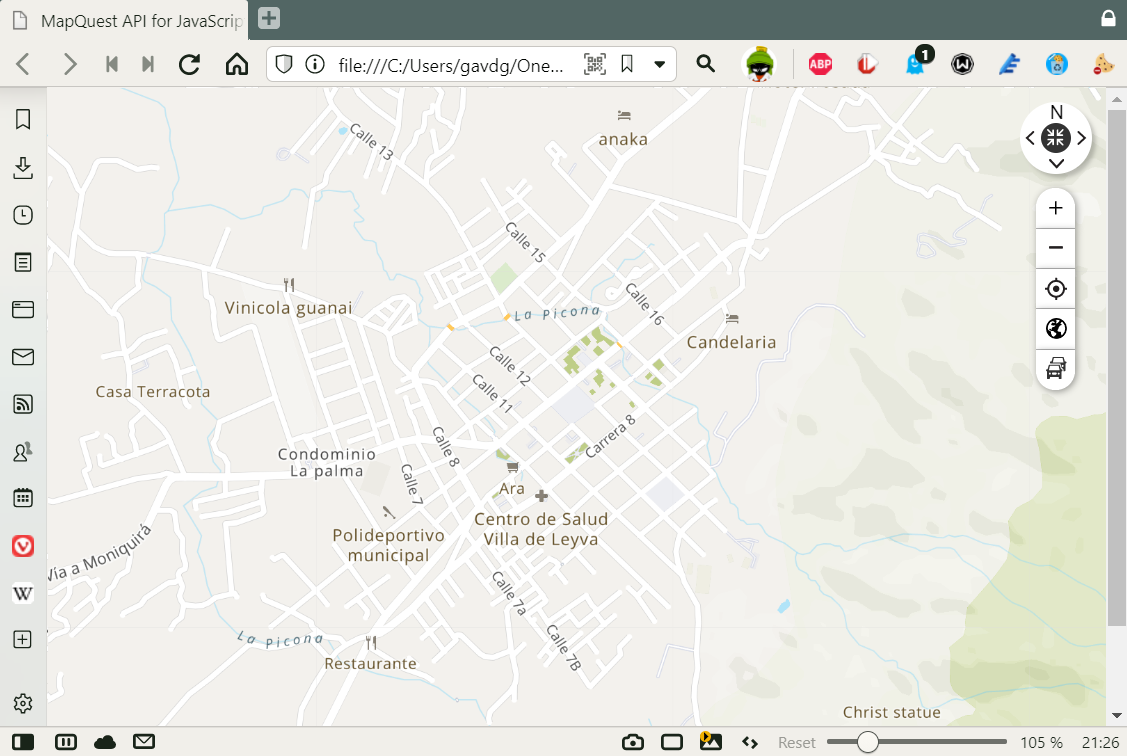 MapQuest API for JavaScrip
file:///C:/Users/gavdg/One...
ABP
1
N
Calle 13
anaka
Calle 15
Vinicola guanai
La Picona
Calle 16
Candelaria
Calle 12
Casa Terracota
Calle 11
Carrera 8
Calle 8
Condominio
La palma
Calle 7
Ara
Centro de Salud
Villa de Leyva
Polideportivo
municipal
Vía a Moniquirá
Calle 7a
Calle 7B
La Picona
Restaurante
Christ statue
W
Reset
105 %
21:26